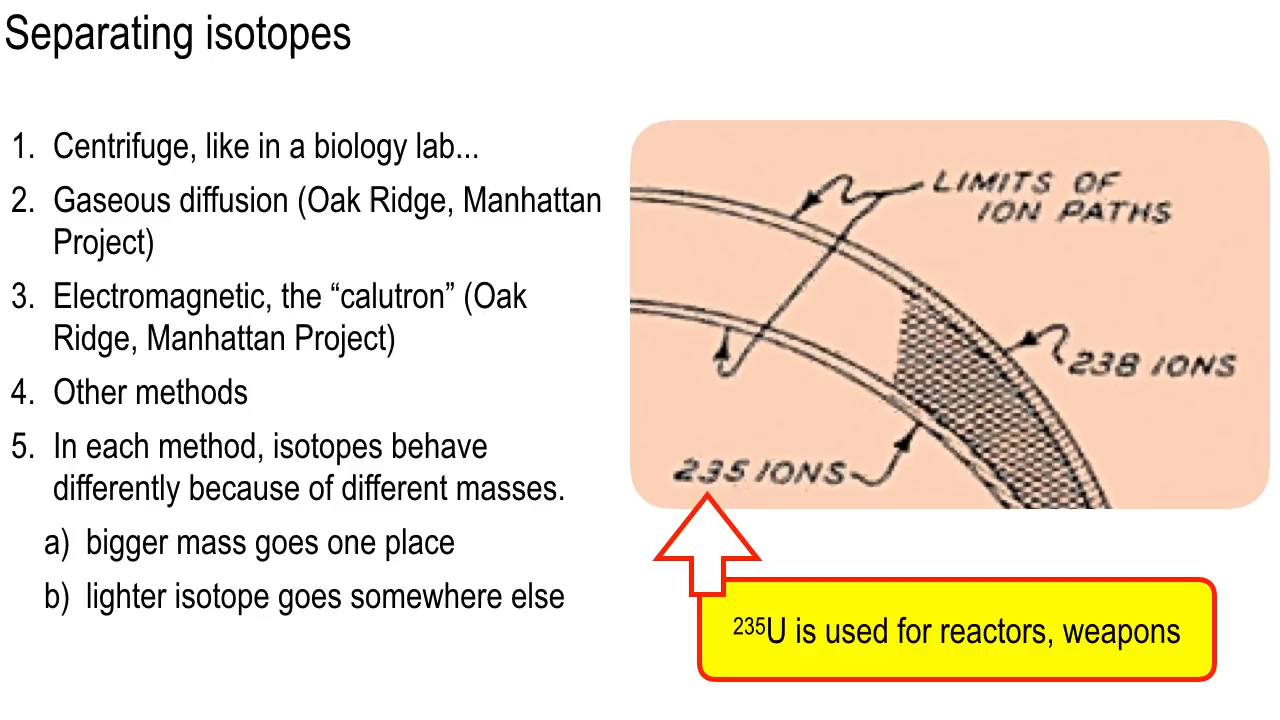 Separating isotopes
1. Centrifuge, like in a biology lab...
2. Gaseous diffusion (Oak Ridge, Manhattan
Project)
3. Electromagnetic, the “calutron” (Oak
Ridge, Manhattan Project)
4. Other methods
5. In each method, isotopes behave
differently because of different masses.
a) bigger mass goes one place
b) lighter isotope goes somewhere else
LIMITS OF
ION PATHS
238 IONS
235 IONS
²³⁵U is used for reactors, weapons